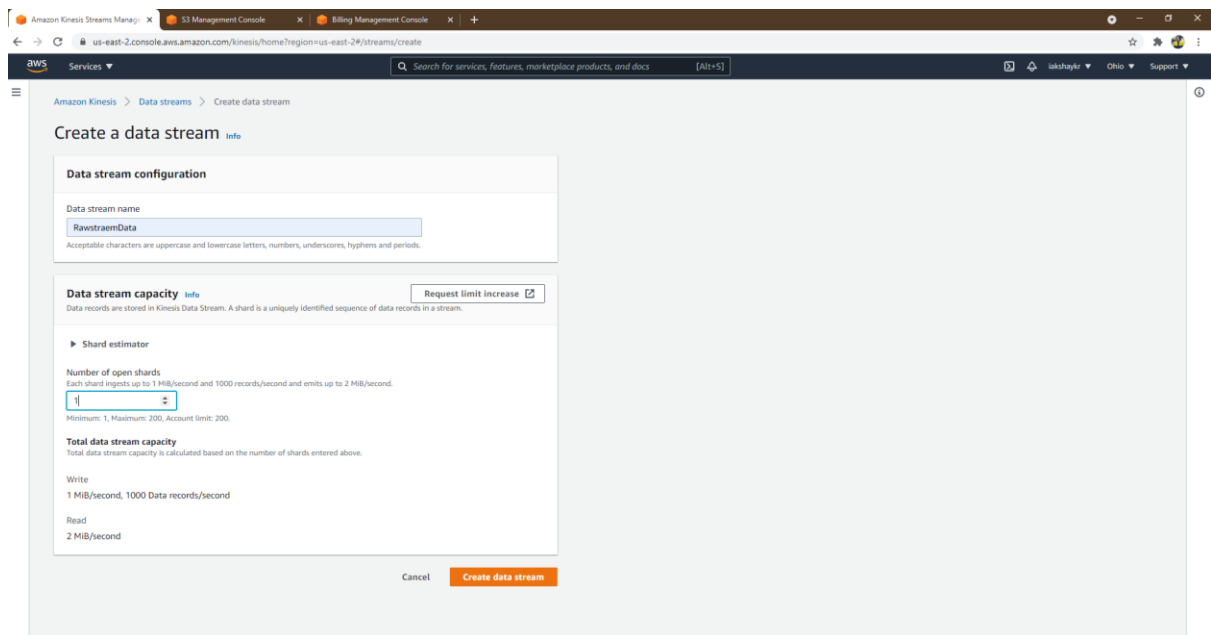 Amazon Kinesis Streams Manag
S3 Management Console
Billing Management Console
us-east-2.console.aws.amazon.com/kinesis/home?region=us-east-2#/streams/create
aws
Services
Search for services, features, marketplace products, and docs
[Alt+S]
iakshaykr
Ohio
Support
Amazon Kinesis > Data streams > Create data stream
Create a data stream Info
Data stream configuration
Data stream name
RawstraemData
Acceptable characters are uppercase and lowercase letters, numbers, underscores, hyphens and periods.
Data stream capacity Info
Request limit increase
Data records are stored in Kinesis Data Stream. A shard is a uniquely identified sequence of data records in a stream.
Shard estimator
Number of open shards
Each shard ingests up to 1 MiB/second and 1000 records/second and emits up to 2 MiB/second.
1
Minimum: 1, Maximum: 200, Account limit: 200.
Total data stream capacity
Total data stream capacity is calculated based on the number of shards entered above.
Write
1 MiB/second, 1000 Data records/second
Read
2 MiB/second
Cancel
Create data stream